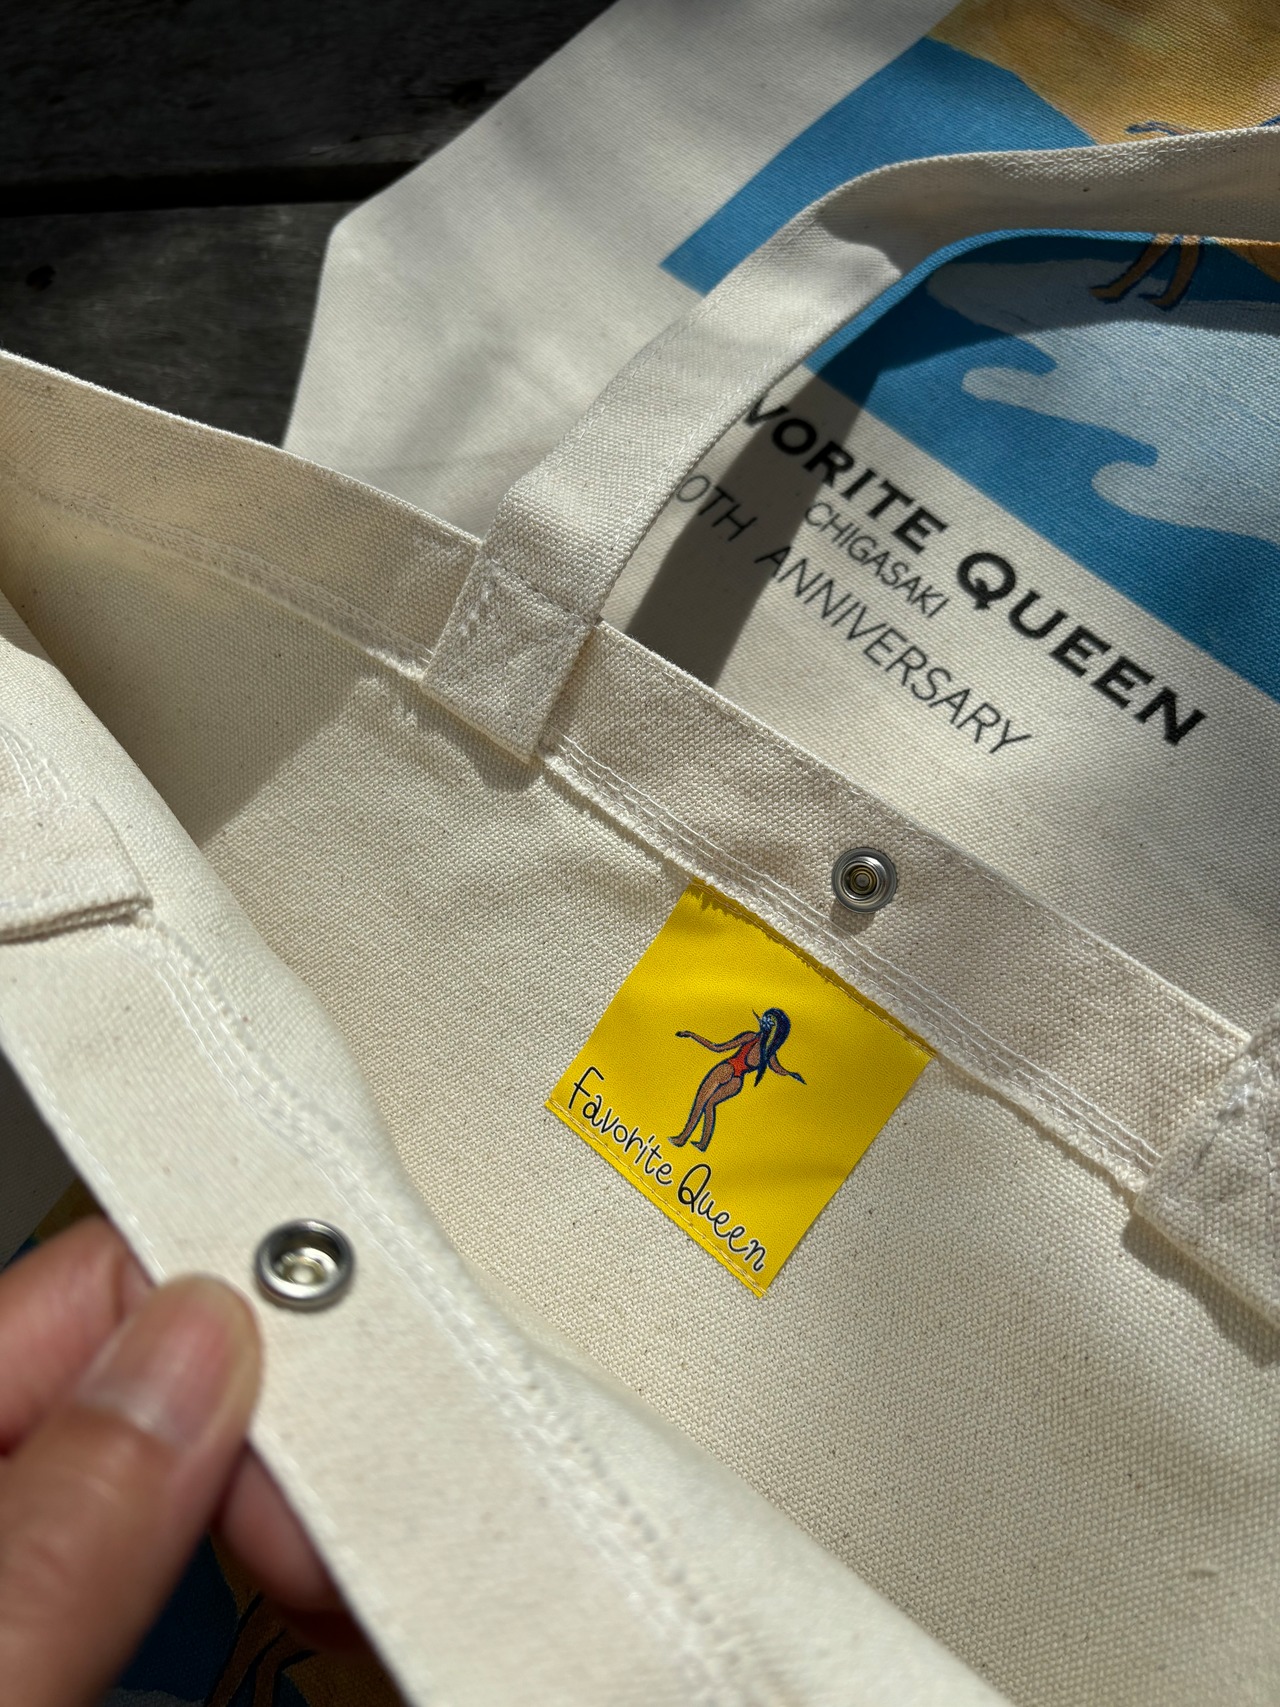 VORITE QUEEN
CHIGASAKI
0TH ANNIVERSARY
Favorite Queen